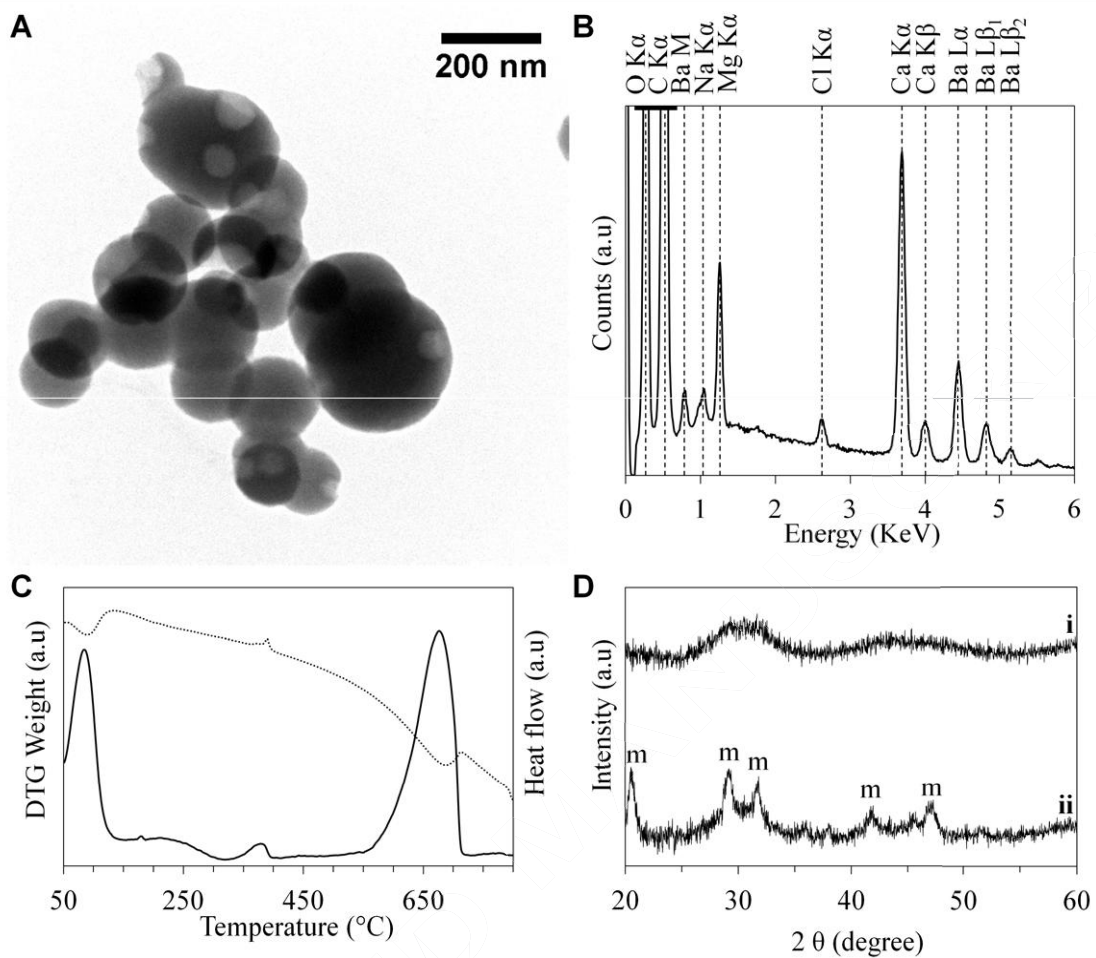 A
200 nm
B
O Kα
C Kα
Ba M
Na Kα
Mg Kα
Cl Kα
Ca Kα
Ca Kβ
Ba Lα
Ba Lβ1
Ba Lβ2
Counts (a.u)
0 1 2 3 4 5 6
Energy (KeV)
C
DTG Weight (a.u)
Heat flow (a.u)
50 250 450 650
Temperature (°C)
D
Intensity (a.u)
i
m m m m m
ii
20 30 40 50 60
2 θ (degree)